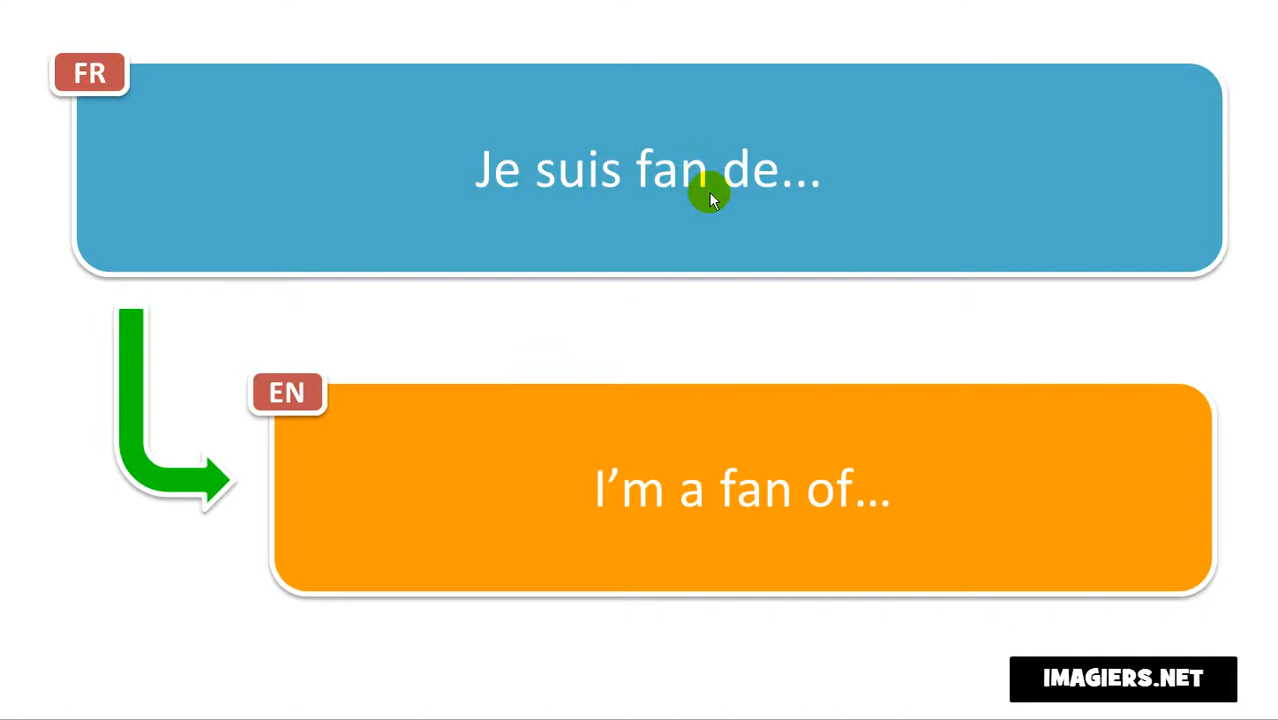 FR
Je suis fan de...
EN
I’m a fan of...
IMAGIERS.NET